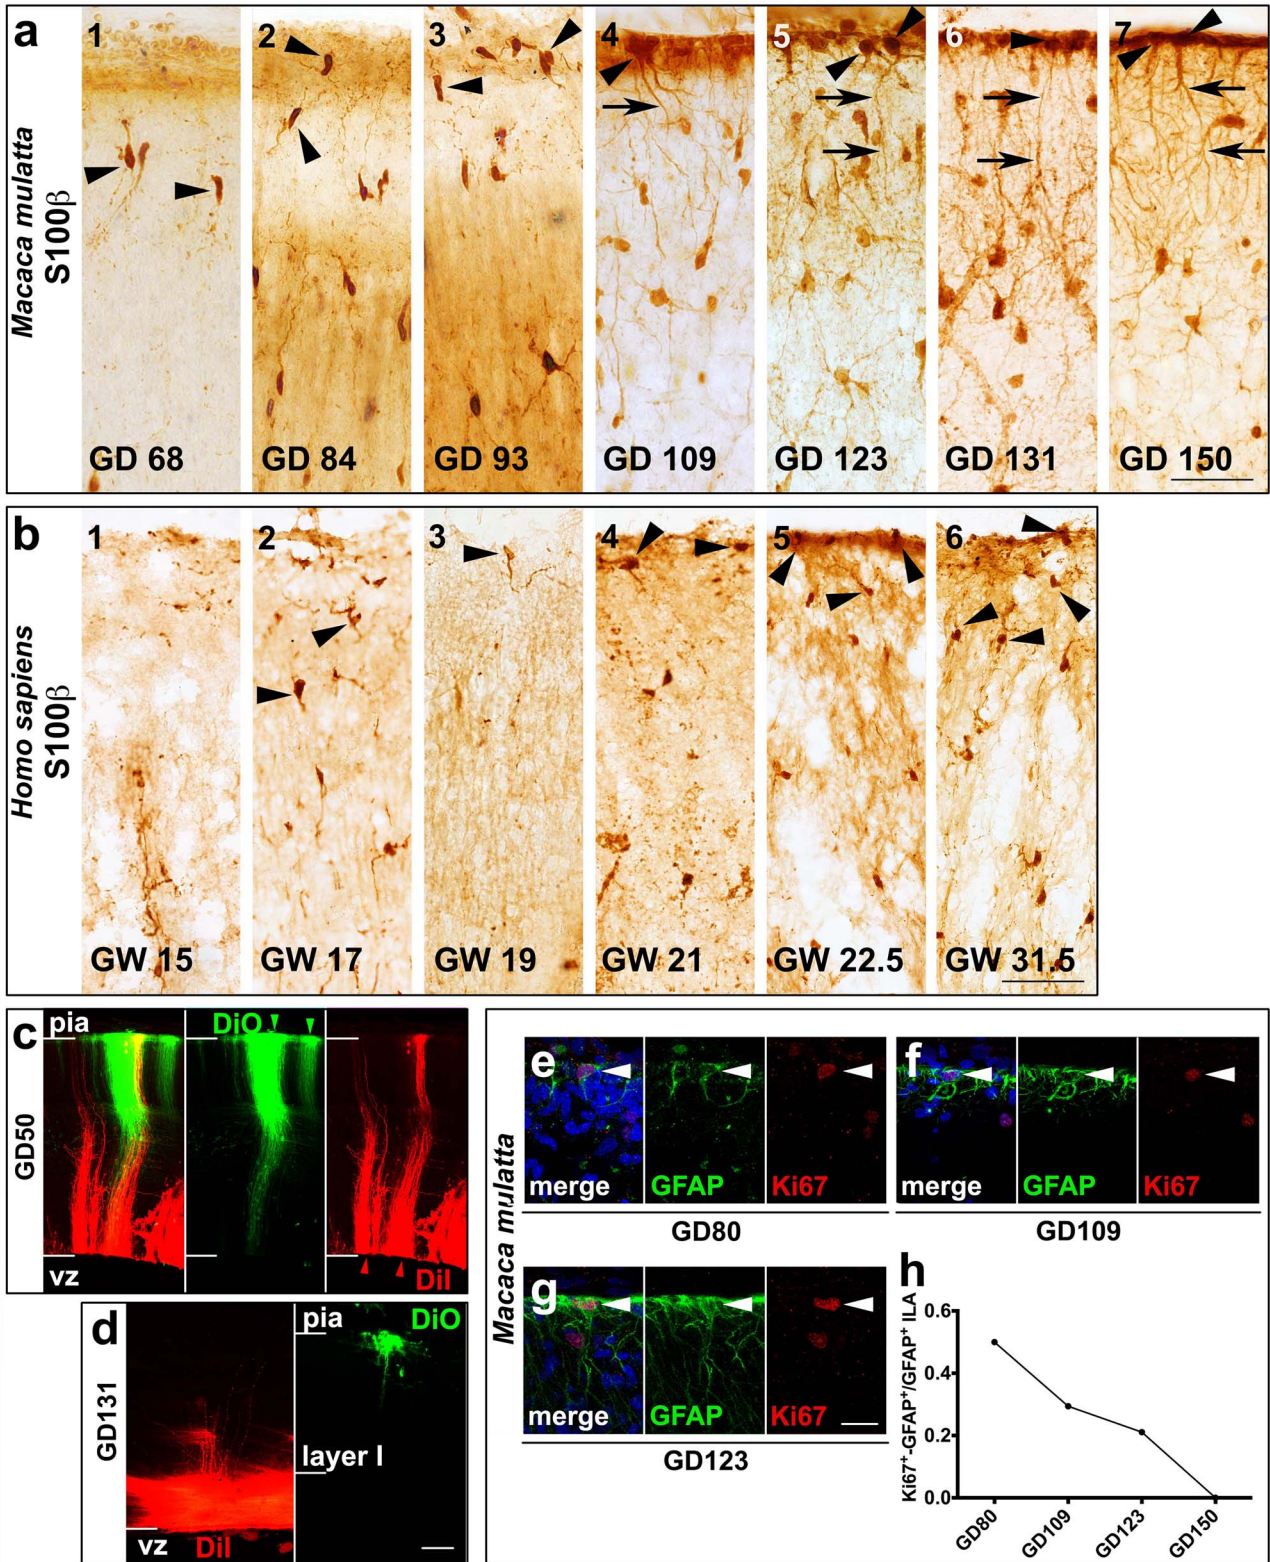 a
1
2
3
4
5
6
7
Macaca mulatta
S100β
GD 68
GD 84
GD 93
GD 109
GD 123
GD 131
GD 150
b
1
2
3
4
5
6
Homo sapiens
S100β
GW 15
GW 17
GW 19
GW 21
GW 22.5
GW 31.5
c
pia
DiO
GD50
vz
DiI
d
pia
DiO
GD131
layer I
vz
DiI
Macaca mulatta
e
merge
GFAP
Ki67
GD80
f
merge
GFAP
Ki67
GD109
g
merge
GFAP
Ki67
GD123
h
Ki67⁺-GFAP⁺/GFAP⁺ ILA
0.6
0.4
0.2
0.0
GD80
GD109
GD123
GD150